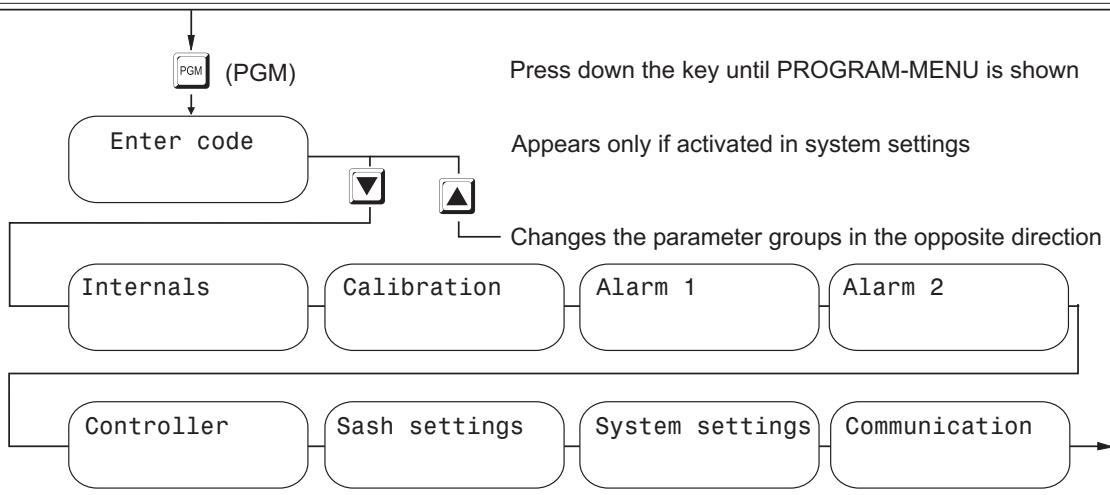 PGM (PGM) Press down the key until PROGRAM-MENU is shown
Enter code Appears only if activated in system settings
Changes the parameter groups in the opposite direction
Internals Calibration Alarm 1 Alarm 2
Controller Sash settings System settings Communication